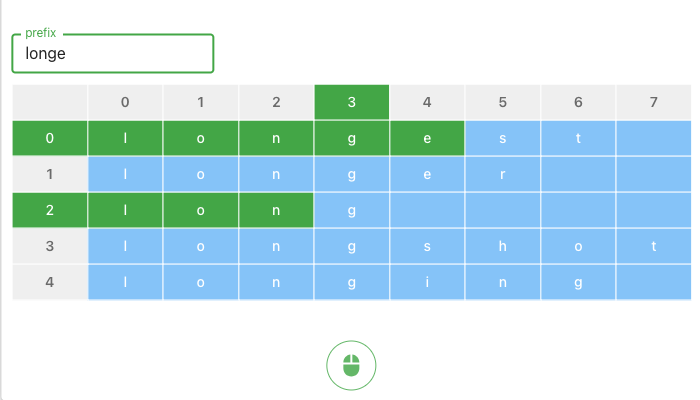 prefix
longe
0 1 2 3 4 5 6 7
0 l o n g e s t
1 l o n g e r
2 l o n g
3 l o n g s h o t
4 l o n g i n g